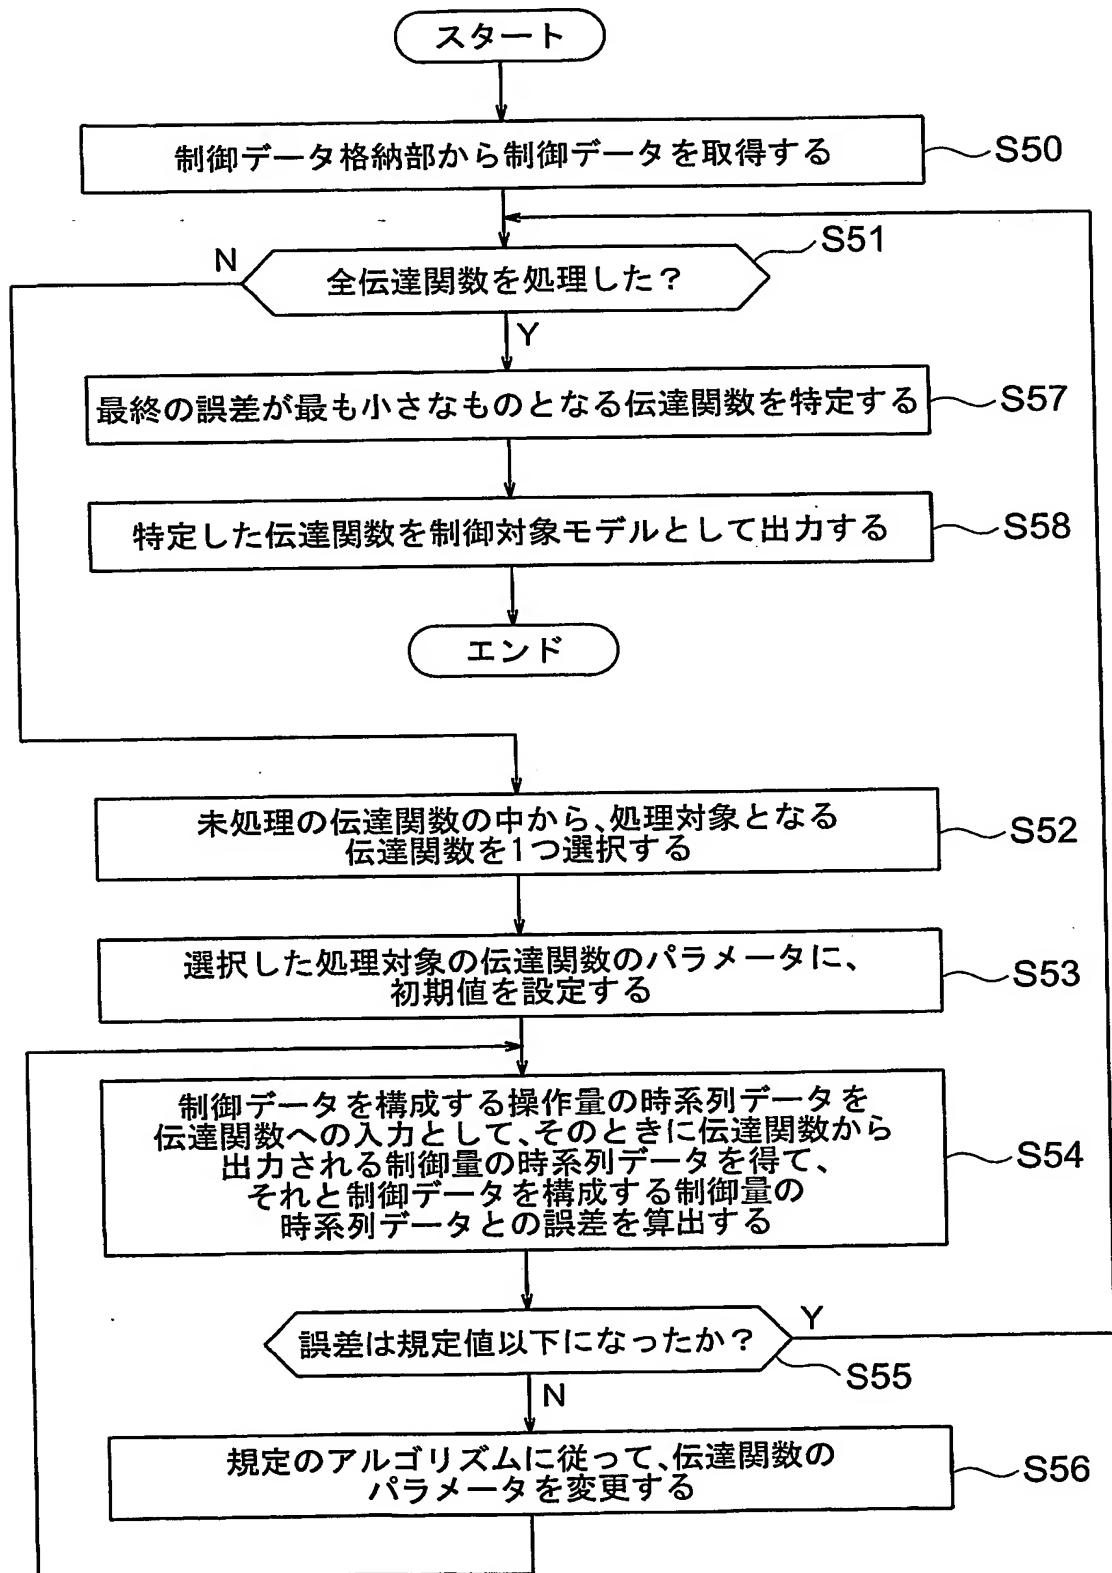 スタート
制御データ格納部から制御データを取得する
S50
N
全伝達関数を処理した?
S51
Y
最終の誤差が最も小さなものとなる伝達関数を特定する
S57
特定した伝達関数を制御対象モデルとして出力する
S58
エンド
未処理の伝達関数の中から、処理対象となる
伝達関数を1つ選択する
S52
選択した処理対象の伝達関数のパラメータに、
初期値を設定する
S53
制御データを構成する操作量の時系列データを
伝達関数への入力として、そのときに伝達関数から
出力される制御量の時系列データを得て、
それと制御データを構成する制御量の
時系列データとの誤差を算出する
S54
誤差は規定値以下になったか?
Y
S55
N
規定のアルゴリズムに従って、伝達関数の
パラメータを変更する
S56